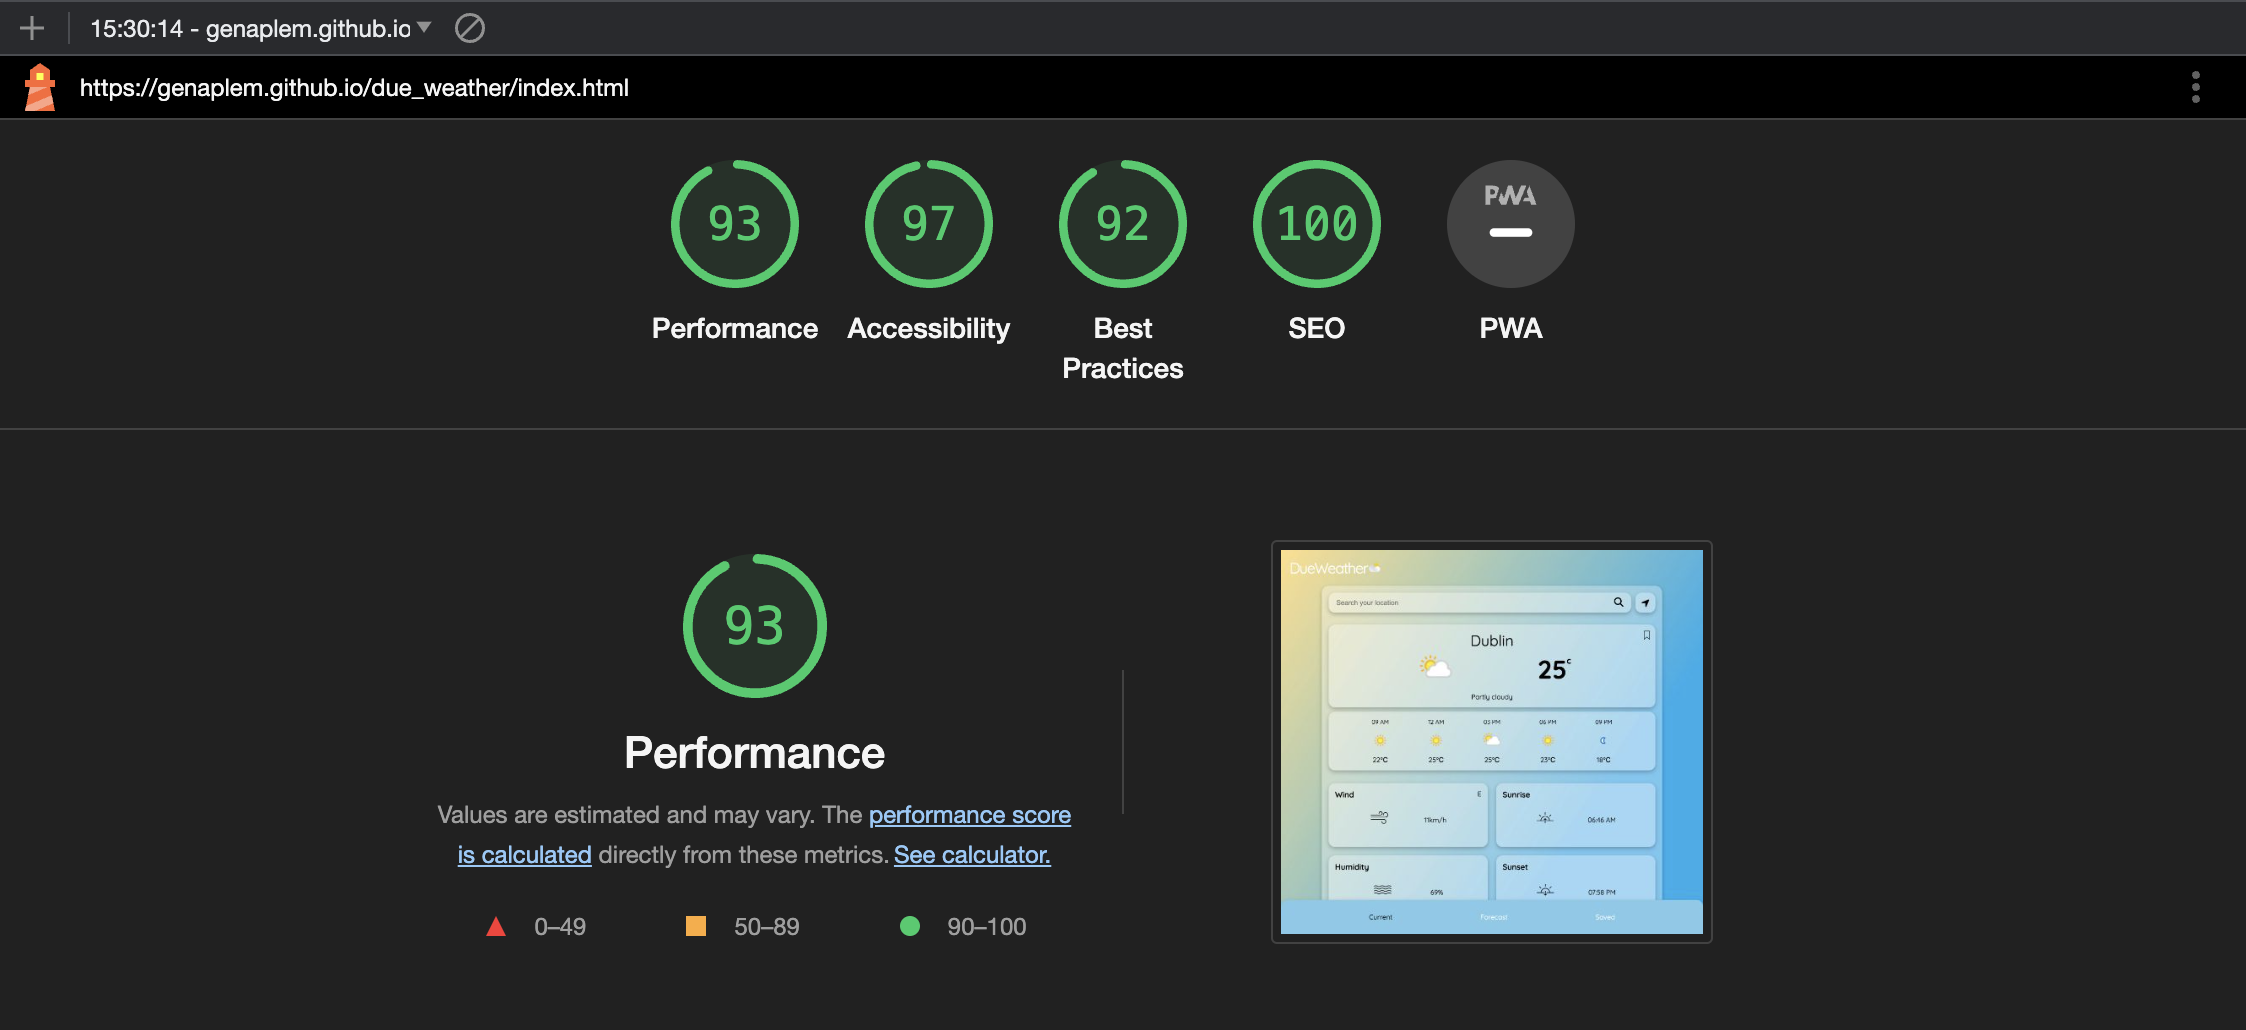 15:30:14 - genaplem.github.io
https://genaplem.github.io/due_weather/index.html
93
97
92
100
PWA
Performance
Accessibility
Best
Practices
SEO
PWA
93
Performance
Values are estimated and may vary. The performance score
is calculated directly from these metrics. See calculator.
0–49
50–89
90–100
DueWeather
Search your location
Dublin
25c
Partly cloudy
09 AM 12 AM 03 PM 06 PM 09 PM
22°C 25°C 25°C 23°C 18°C
Wind E
11km/h
Sunrise
06:46 AM
Humidity
69%
Sunset
07:58 PM
Current Forecast Saved